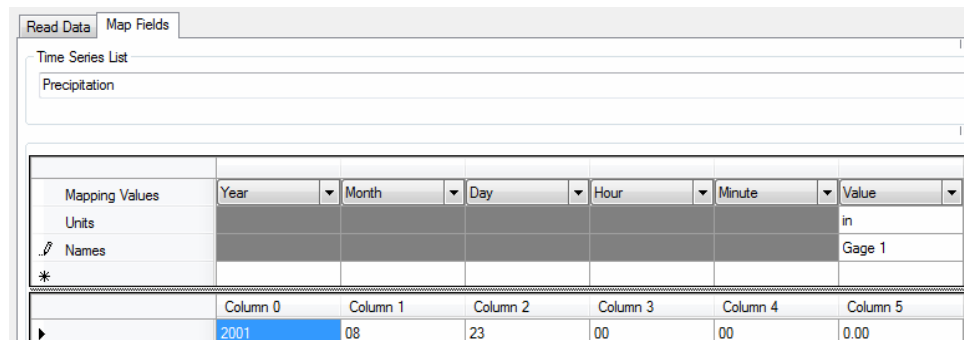 Read Data Map Fields
Time Series List
Precipitation
Mapping Values Year Month Day Hour Minute Value
Units in
Names Gage 1
Column 0 Column 1 Column 2 Column 3 Column 4 Column 5
2001 08 23 00 00 0.00